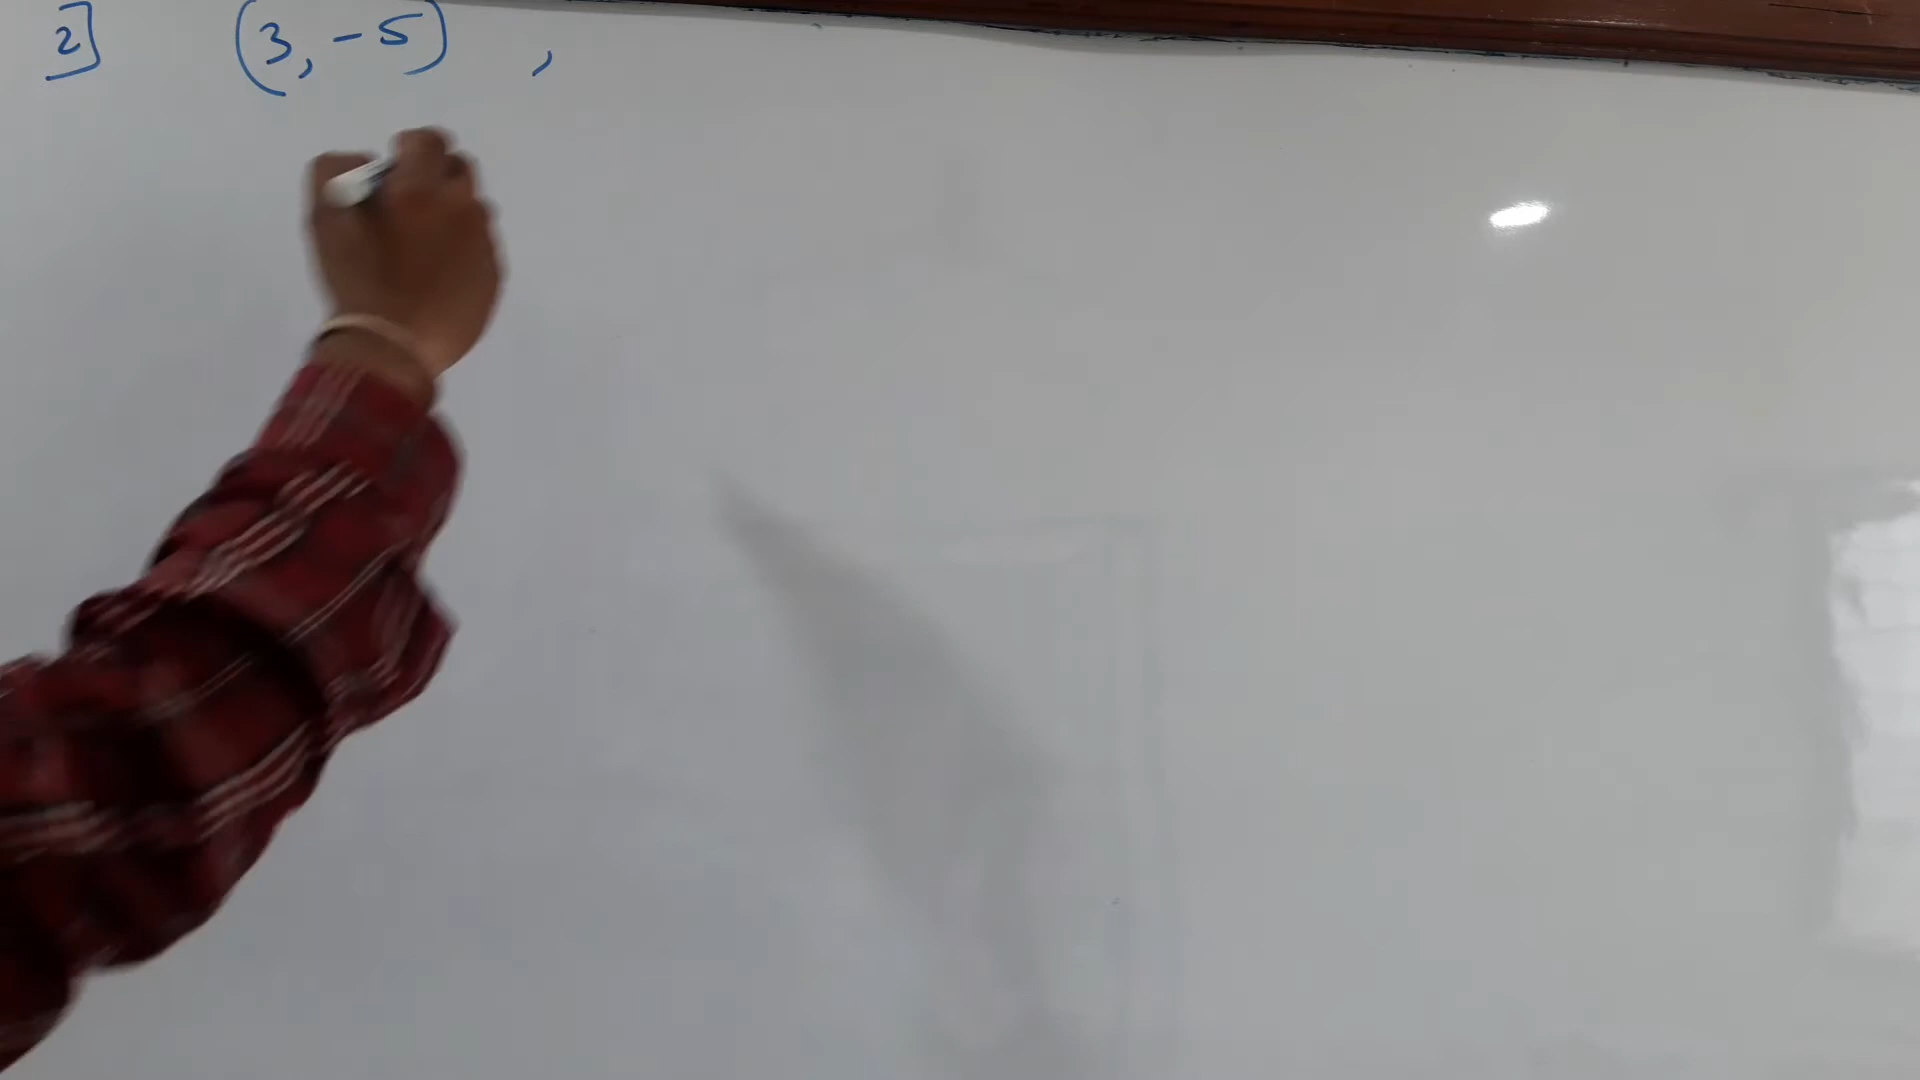 2] (3, -5) ,